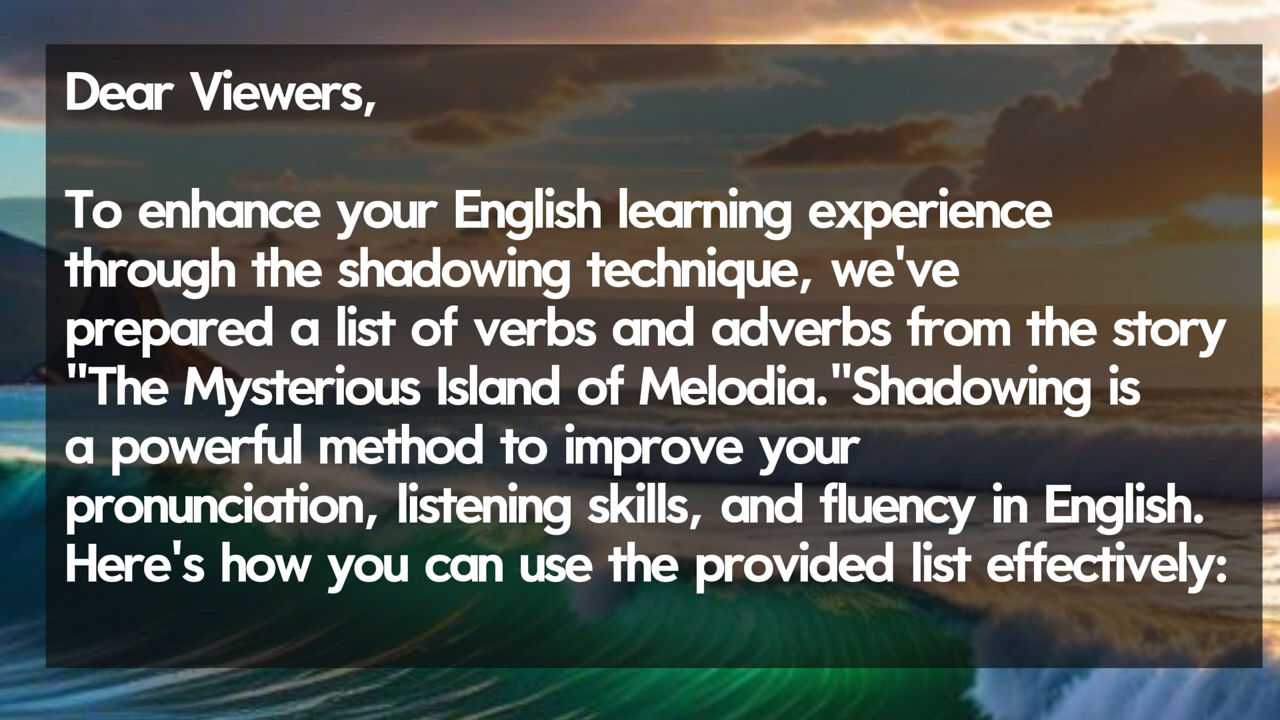 Dear Viewers,
To enhance your English learning experience
through the shadowing technique, we've
prepared a list of verbs and adverbs from the story
"The Mysterious Island of Melodia."Shadowing is
a powerful method to improve your
pronunciation, listening skills, and fluency in English.
Here's how you can use the provided list effectively: